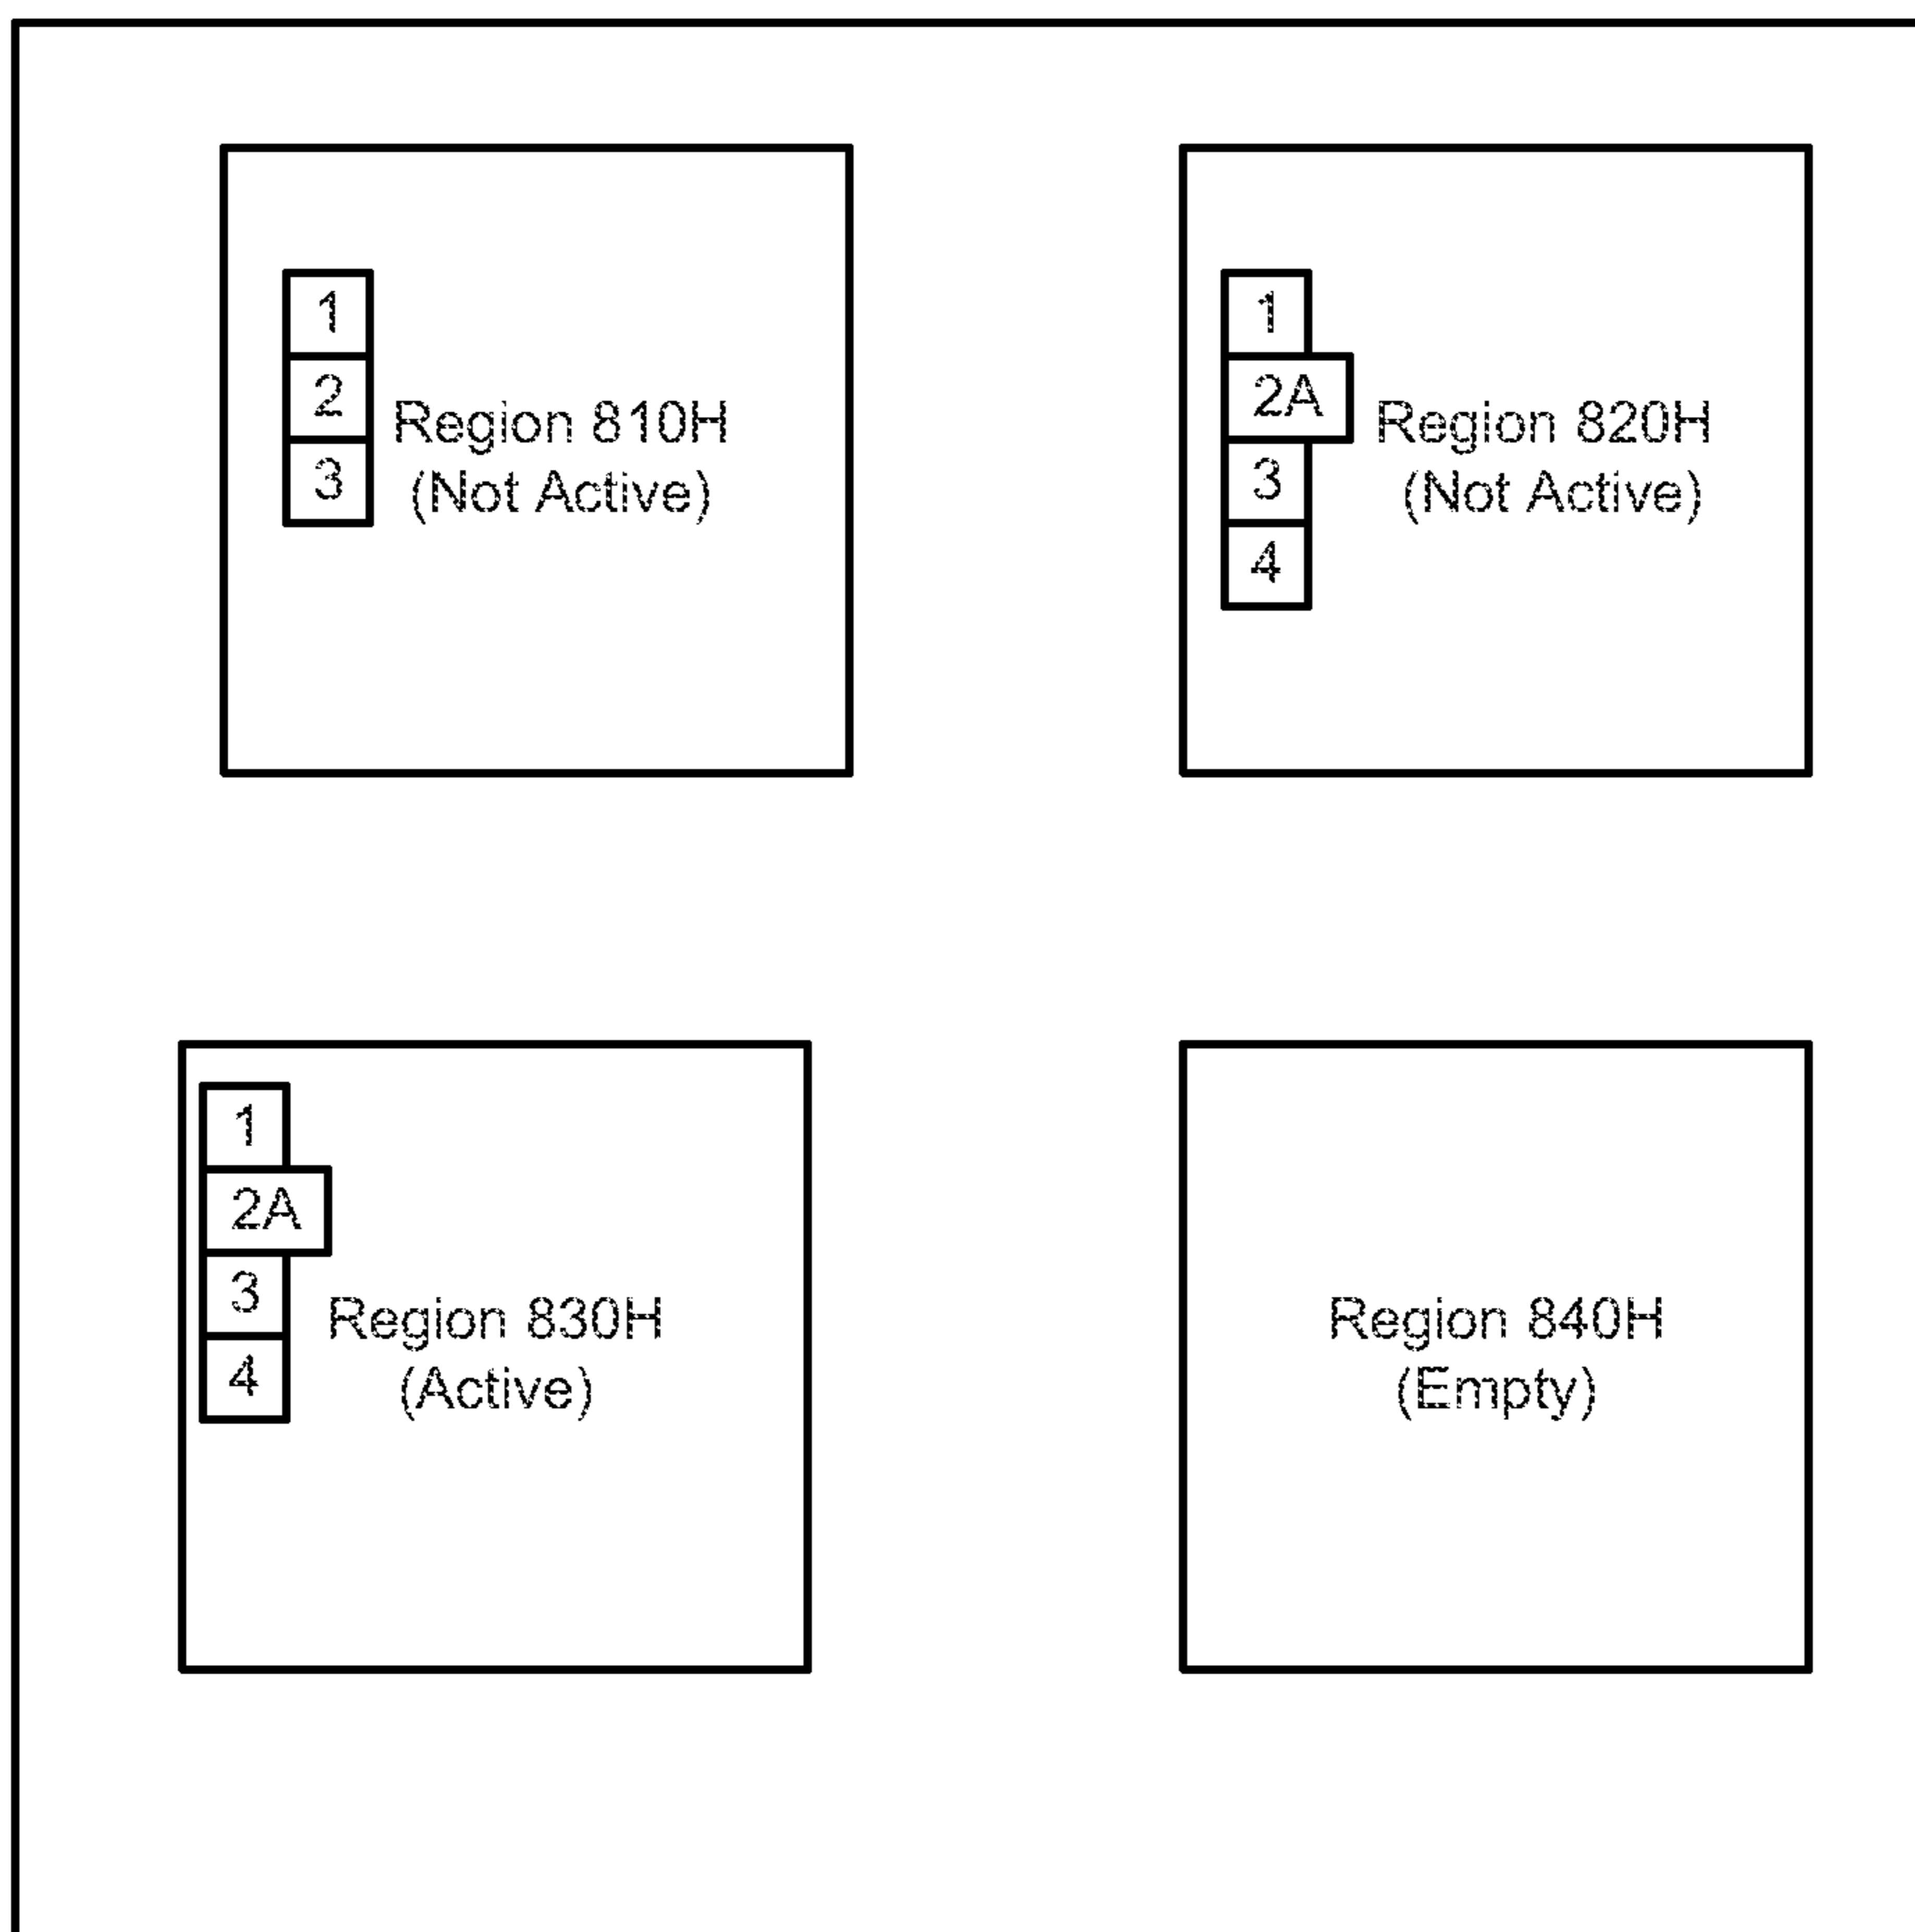 1
2
3
Region 810H
(Not Active)
1
2A
3
4
Region 820H
(Not Active)
1
2A
3
4
Region 830H
(Active)
Region 840H
(Empty)